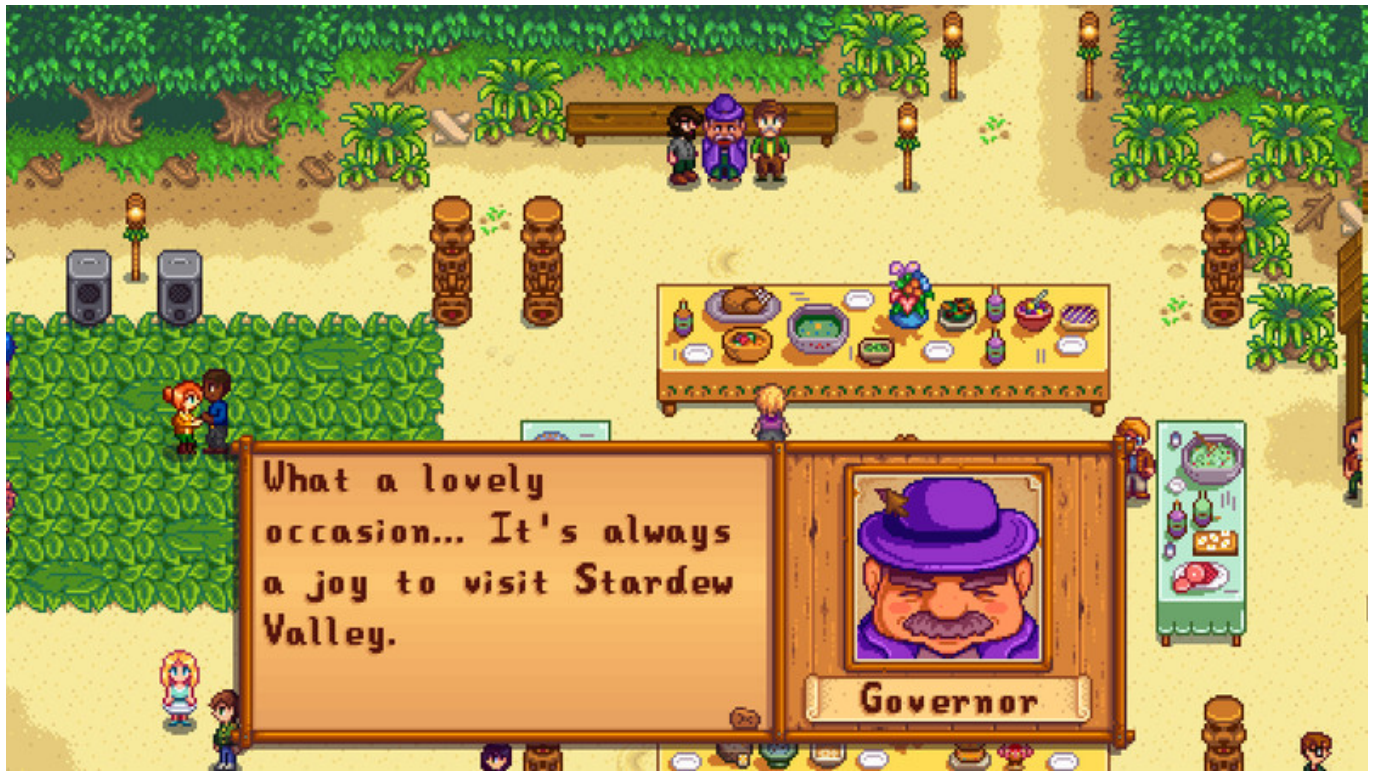 What a lovely
occasion... It's always
a joy to visit Stardew
Valley.
Governor